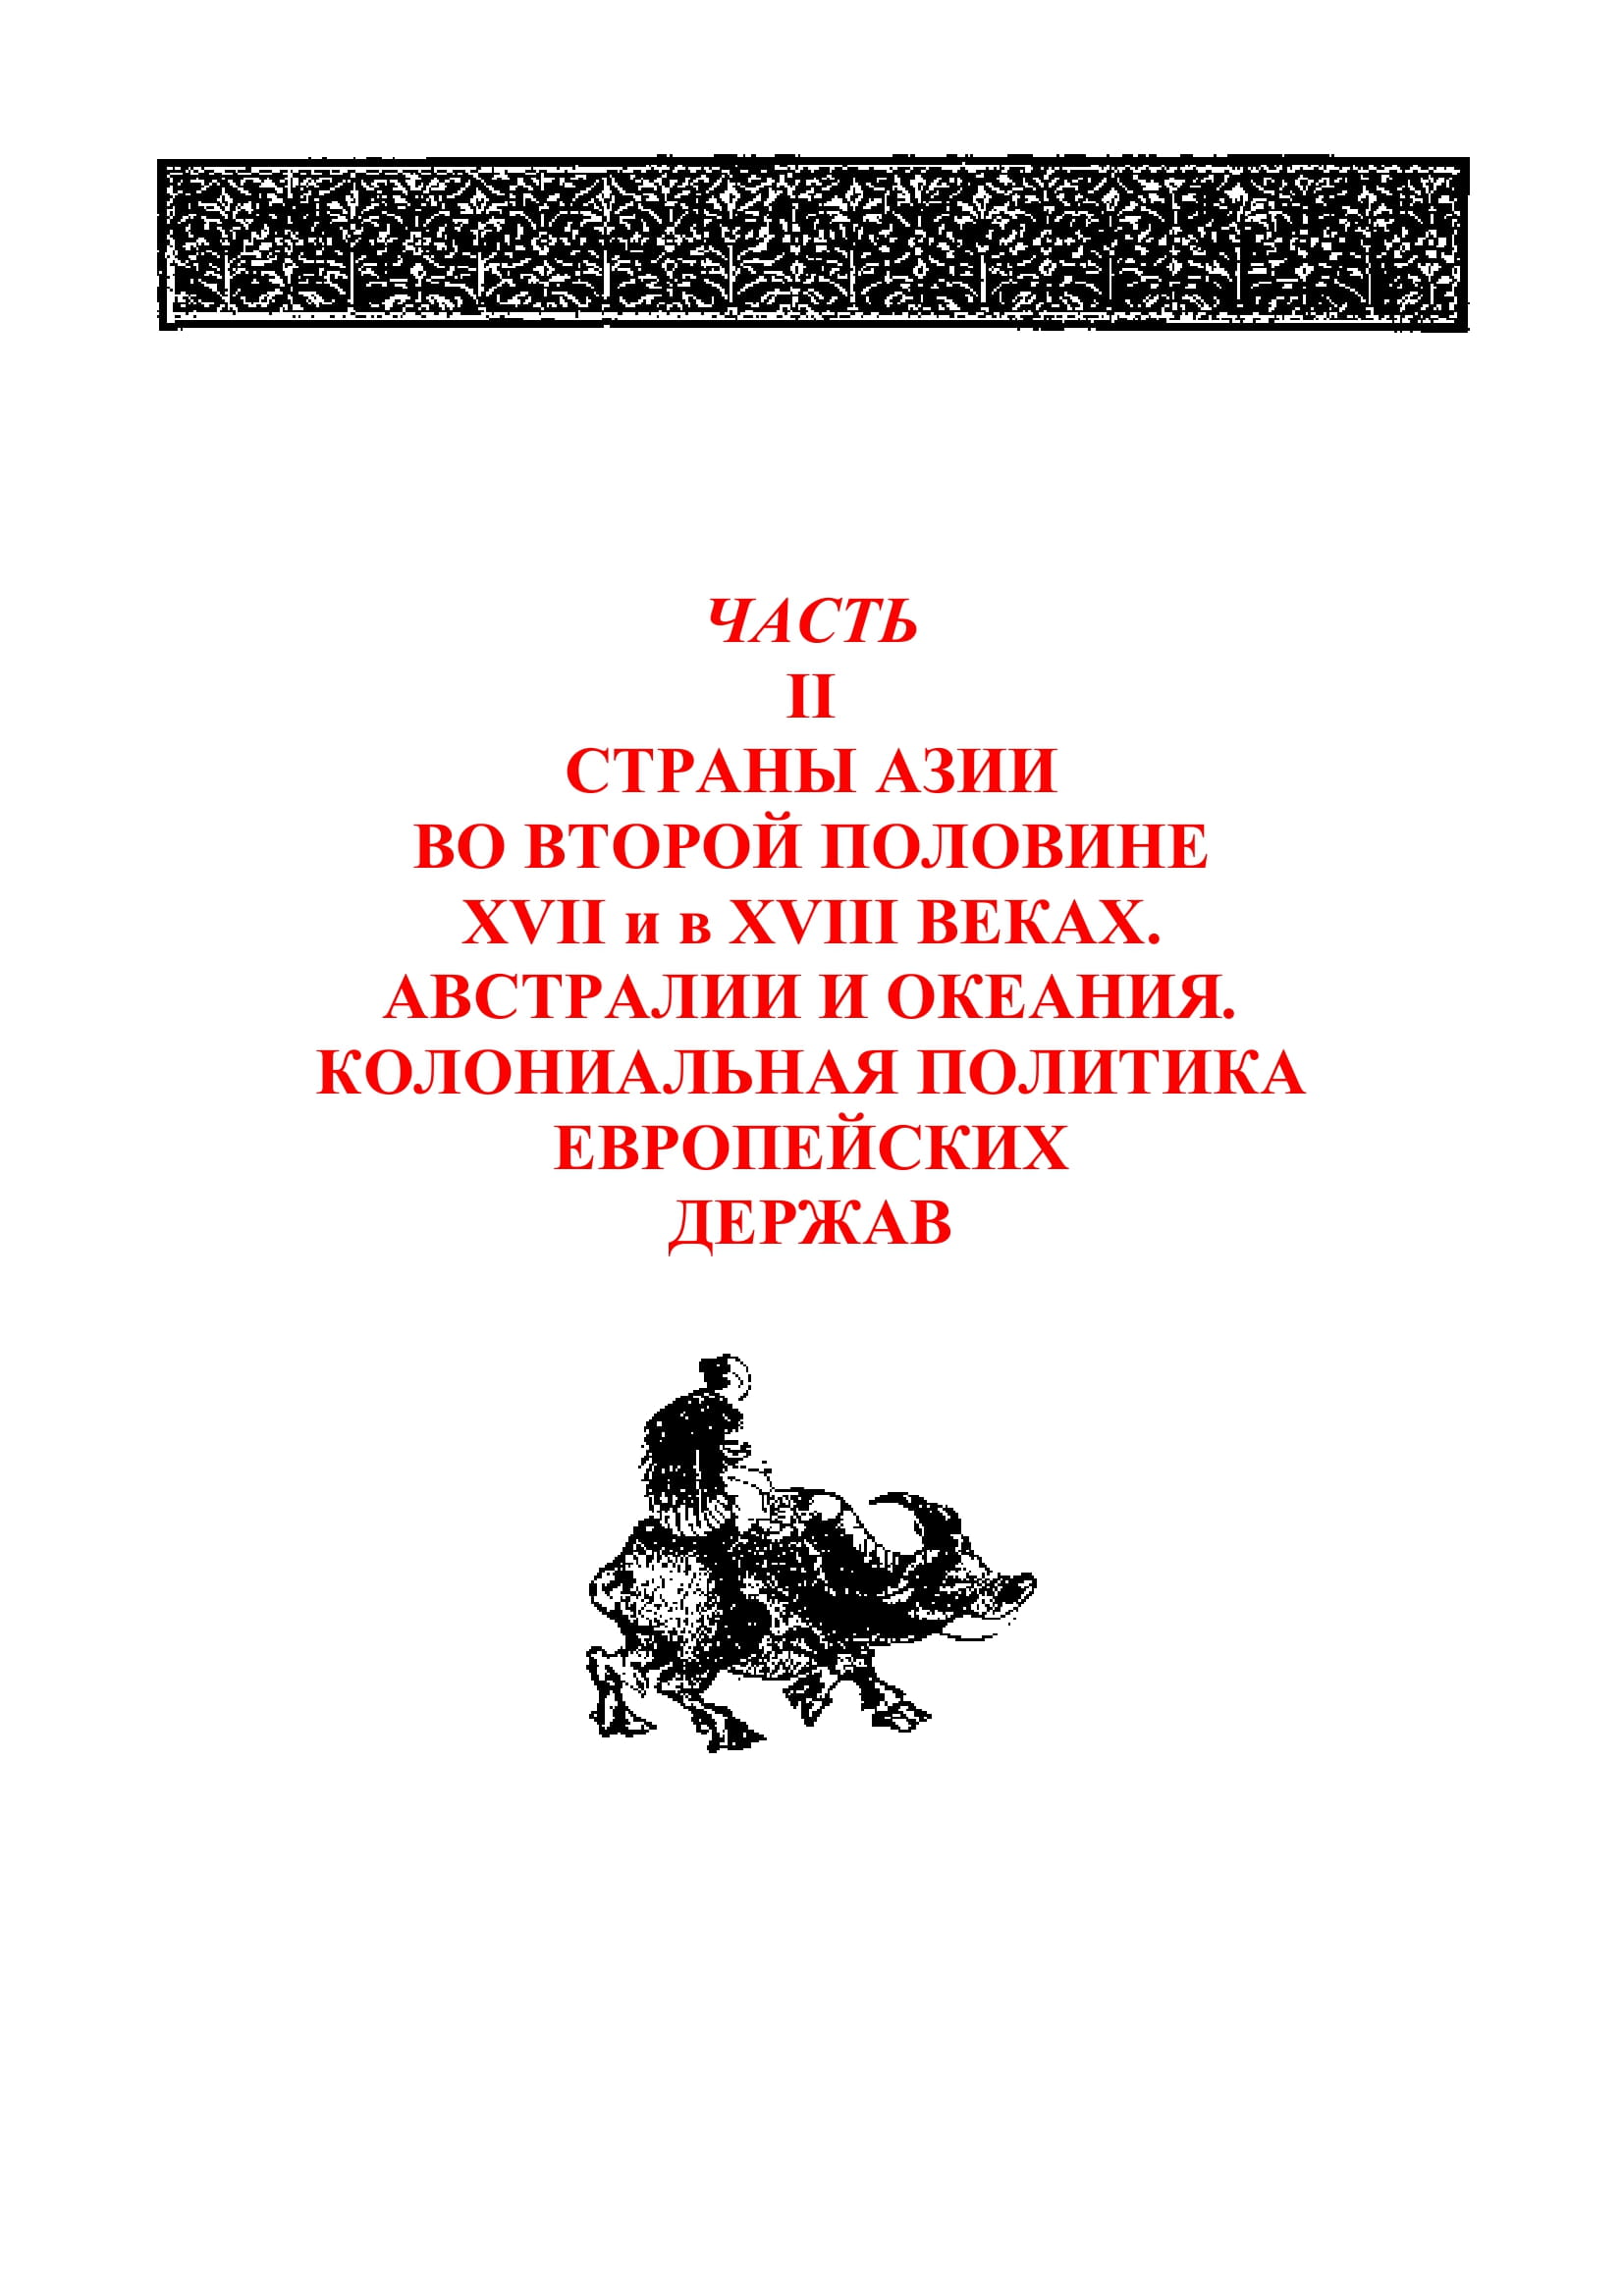 ЧАСТЬ
II
СТРАНЫ АЗИИ
ВО ВТОРОЙ ПОЛОВИНЕ
XVII и в XVIII ВЕКАХ.
АВСТРАЛИИ И ОКЕАНИЯ.
КОЛОНИАЛЬНАЯ ПОЛИТИКА
ЕВРОПЕЙСКИХ
ДЕРЖАВ